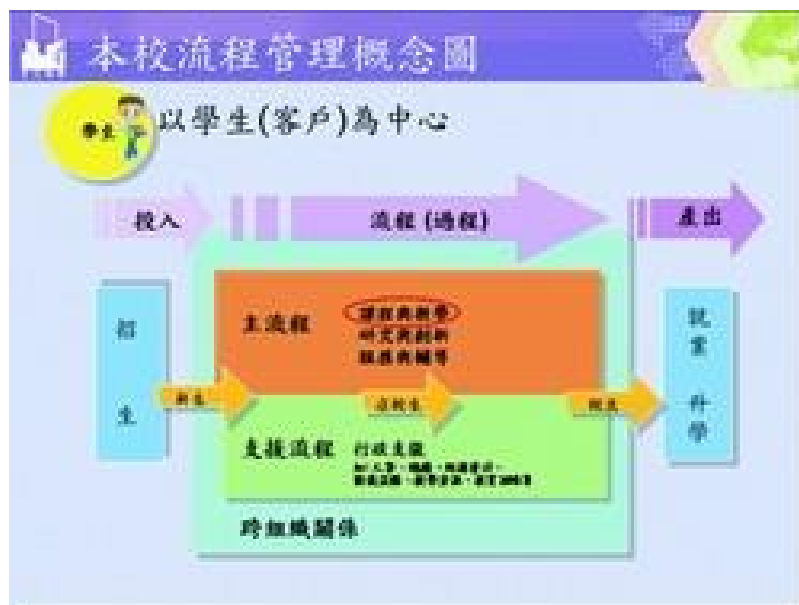 本校流程管理概念圖
學生
以學生(客戶)為中心
投入
流程 (過程)
產出
招
生
主流程
課程與教學
研究與創新
服務與輔導
就
業
升
學
新生
在校生
校友
支援流程
行政支援
跨組織關係